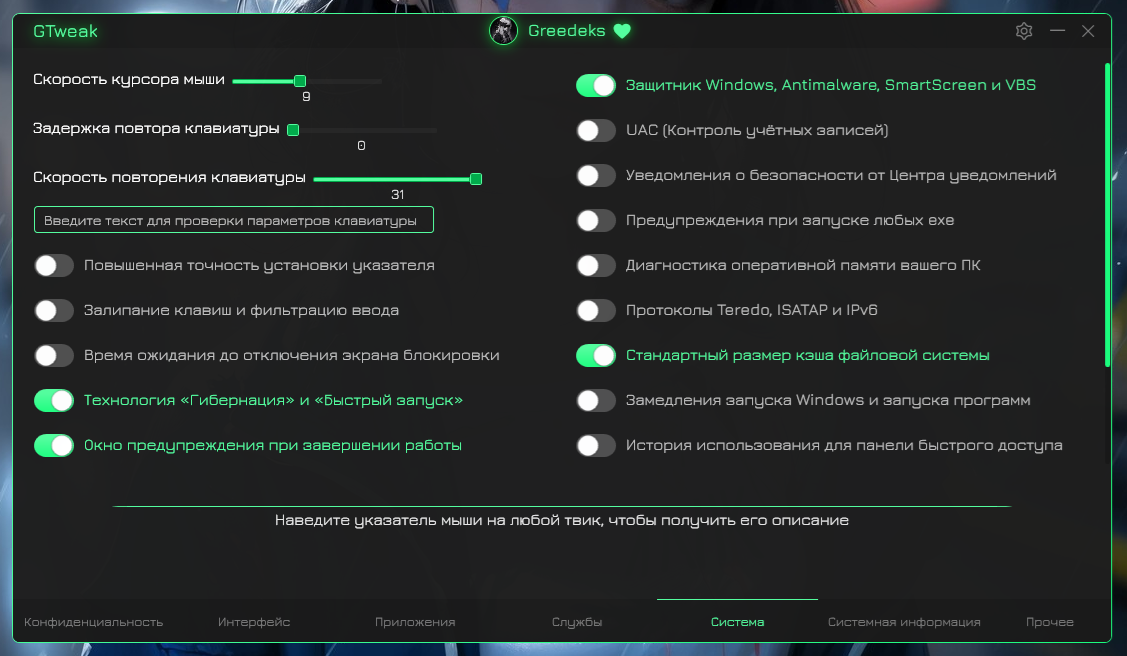 GTweak
Greedeks
Скорость курсора мыши
9
Задержка повтора клавиатуры
0
Скорость повторения клавиатуры
31
Введите текст для проверки параметров клавиатуры
Повышенная точность установки указателя
Залипание клавиш и фильтрацию ввода
Время ожидания до отключения экрана блокировки
Технология «Гибернация» и «Быстрый запуск»
Окно предупреждения при завершении работы
Защитник Windows, Antimalware, SmartScreen и VBS
UAC (Контроль учётных записей)
Уведомления о безопасности от Центра уведомлений
Предупреждения при запуске любых exe
Диагностика оперативной памяти вашего ПК
Протоколы Teredo, ISATAP и IPv6
Стандартный размер кэша файловой системы
Замедления запуска Windows и запуска программ
История использования для панели быстрого доступа
Наведите указатель мыши на любой твик, чтобы получить его описание
Конфиденциальность
Интерфейс
Приложения
Службы
Система
Системная информация
Прочее